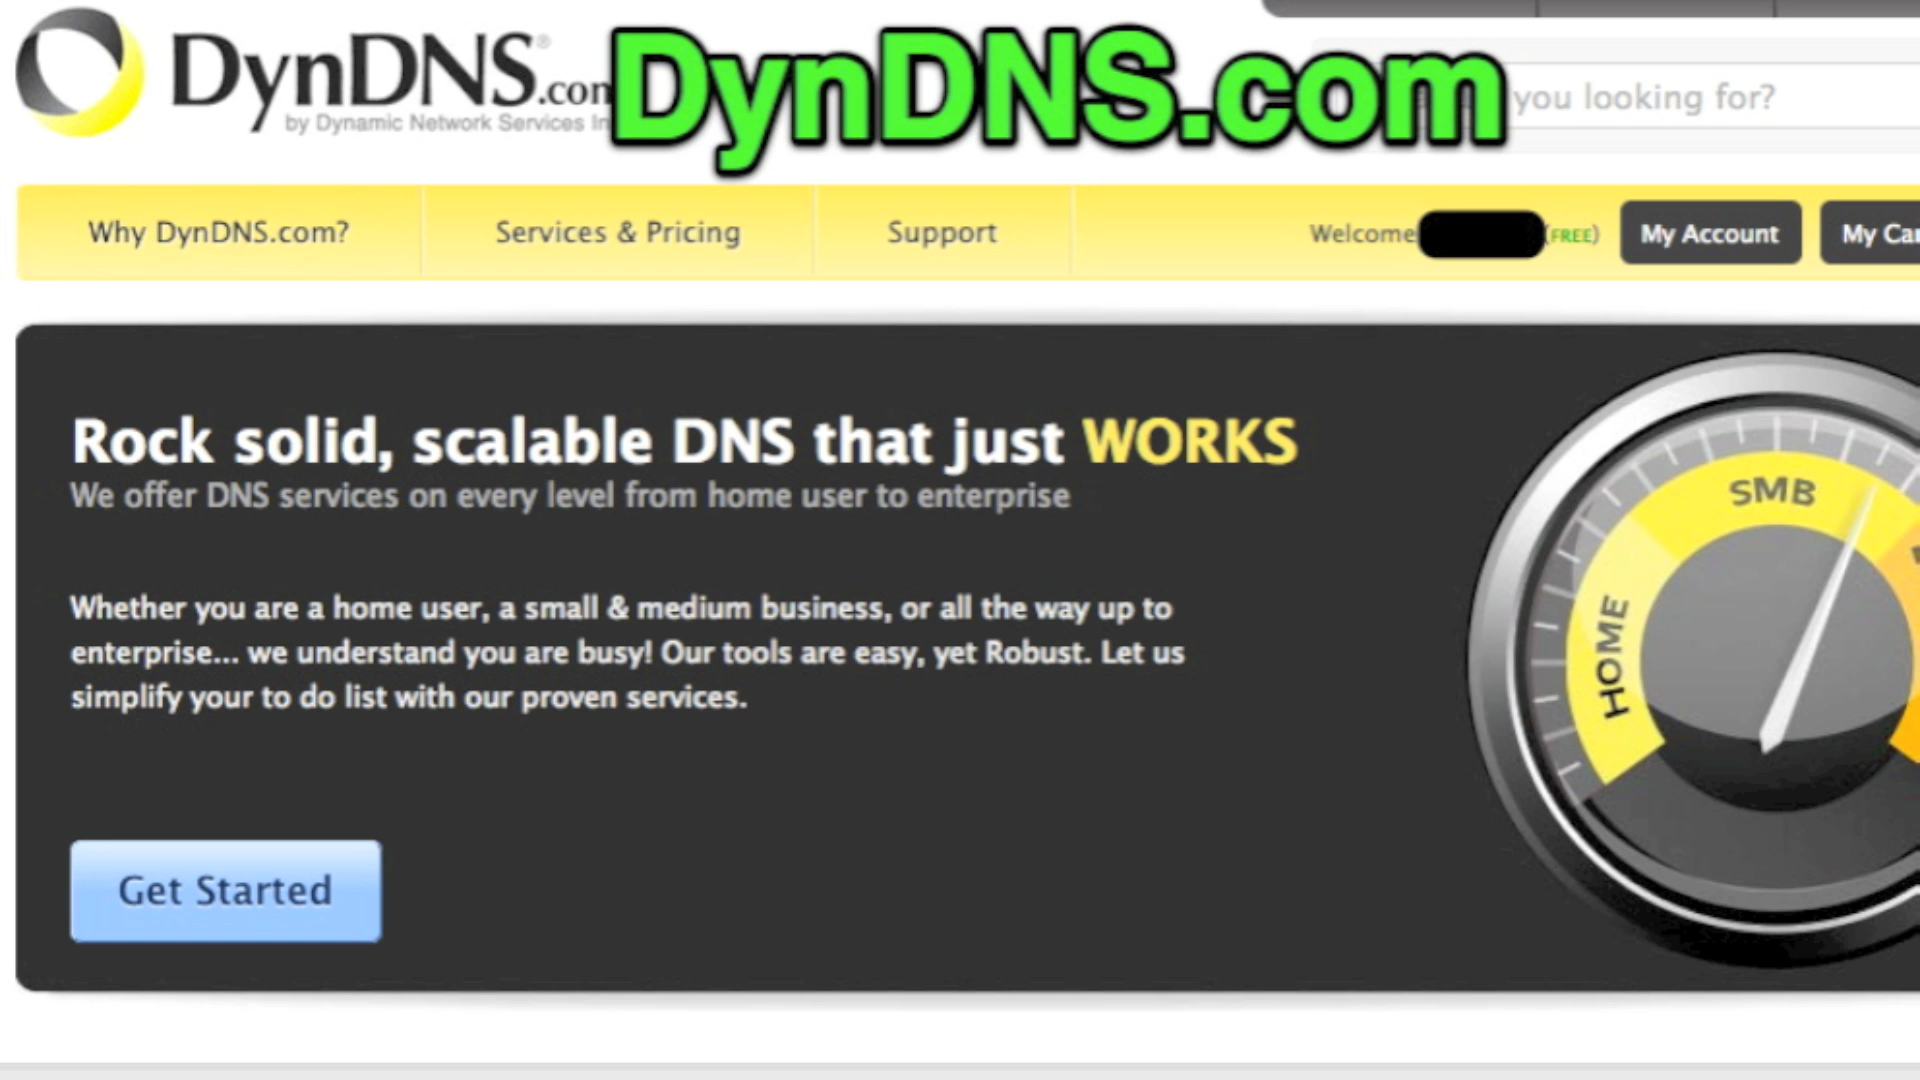 DynDNS.com
DynDNS®
by Dynamic Network Services
you looking for?
Why DynDNS.com?
Services & Pricing
Support
Welcome
(FREE)
My Account
My
Rock solid, scalable DNS that just WORKS
We offer DNS services on every level from home user to enterprise
Whether you are a home user, a small & medium business, or all the way up to
enterprise... we understand you are busy! Our tools are easy, yet Robust. Let us
simplify your to do list with our proven services.
SMB
HOME
Get Started